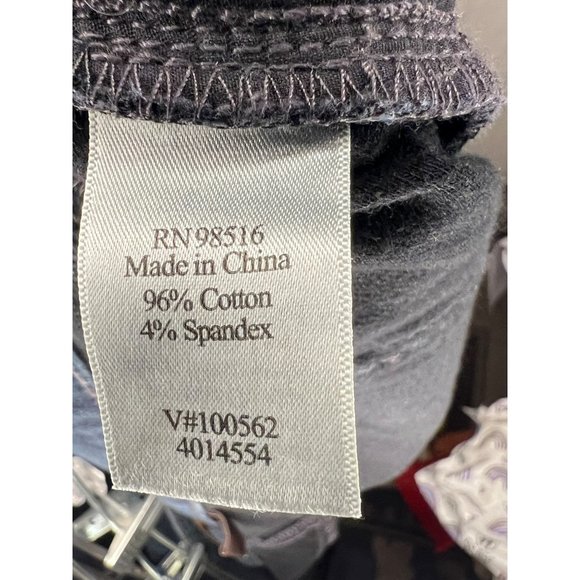 RN 98516
Made in China
96% Cotton
4% Spandex
V#100562
4014554